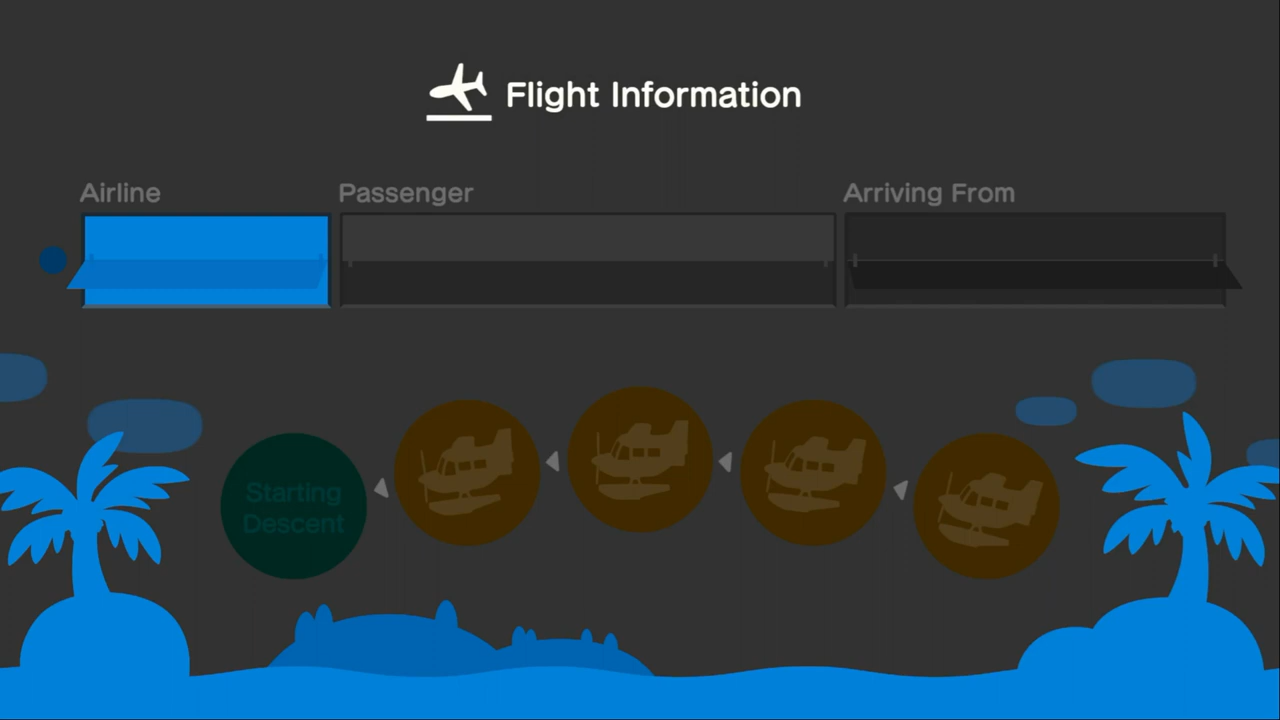 Flight Information
Airline
Passenger
Arriving From
Starting
Descent